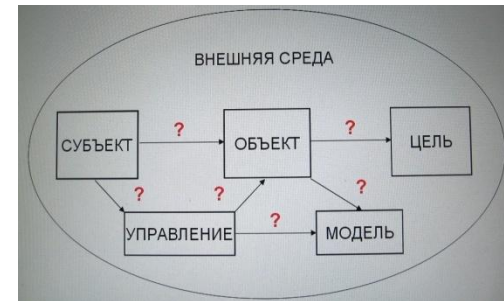 ВНЕШНЯЯ СРЕДА
СУБЪЕКТ
?
ОБЪЕКТ
?
ЦЕЛЬ
?
?
?
УПРАВЛЕНИЕ
?
МОДЕЛЬ